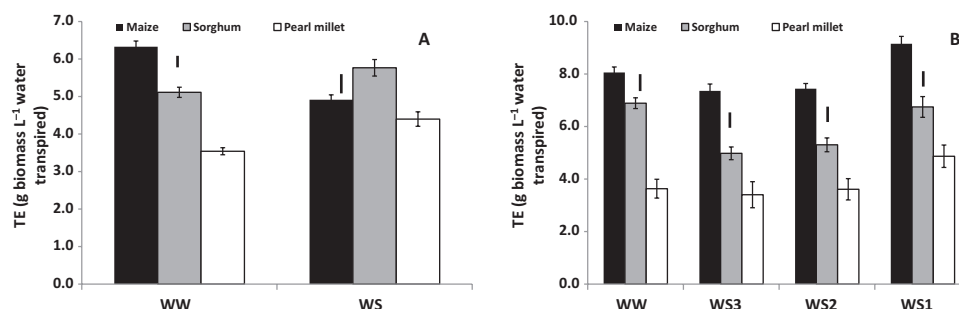 7.0
6.0
5.0
4.0
3.0
2.0
1.0
0.0
TE (g biomass L⁻¹ water
transpired)
Maize Sorghum Pearl millet
A
WW WS
10.0
8.0
6.0
4.0
2.0
0.0
TE (g biomass L⁻¹ water
transpired)
Maize Sorghum Pearl millet
B
WW WS3 WS2 WS1